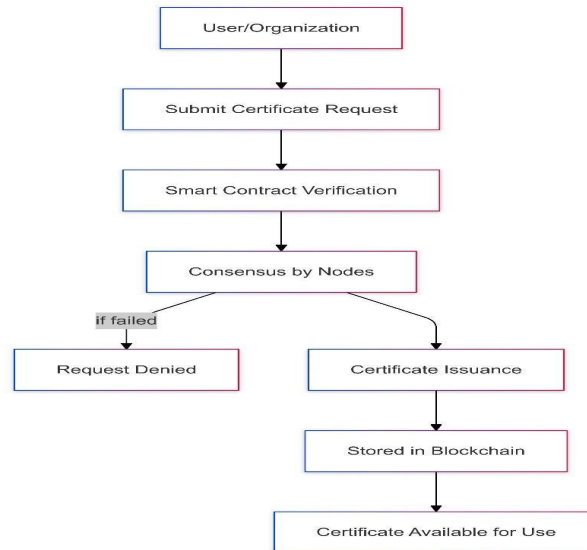 User/Organization
Submit Certificate Request
Smart Contract Verification
Consensus by Nodes
if failed
Request Denied
Certificate Issuance
Stored in Blockchain
Certificate Available for Use